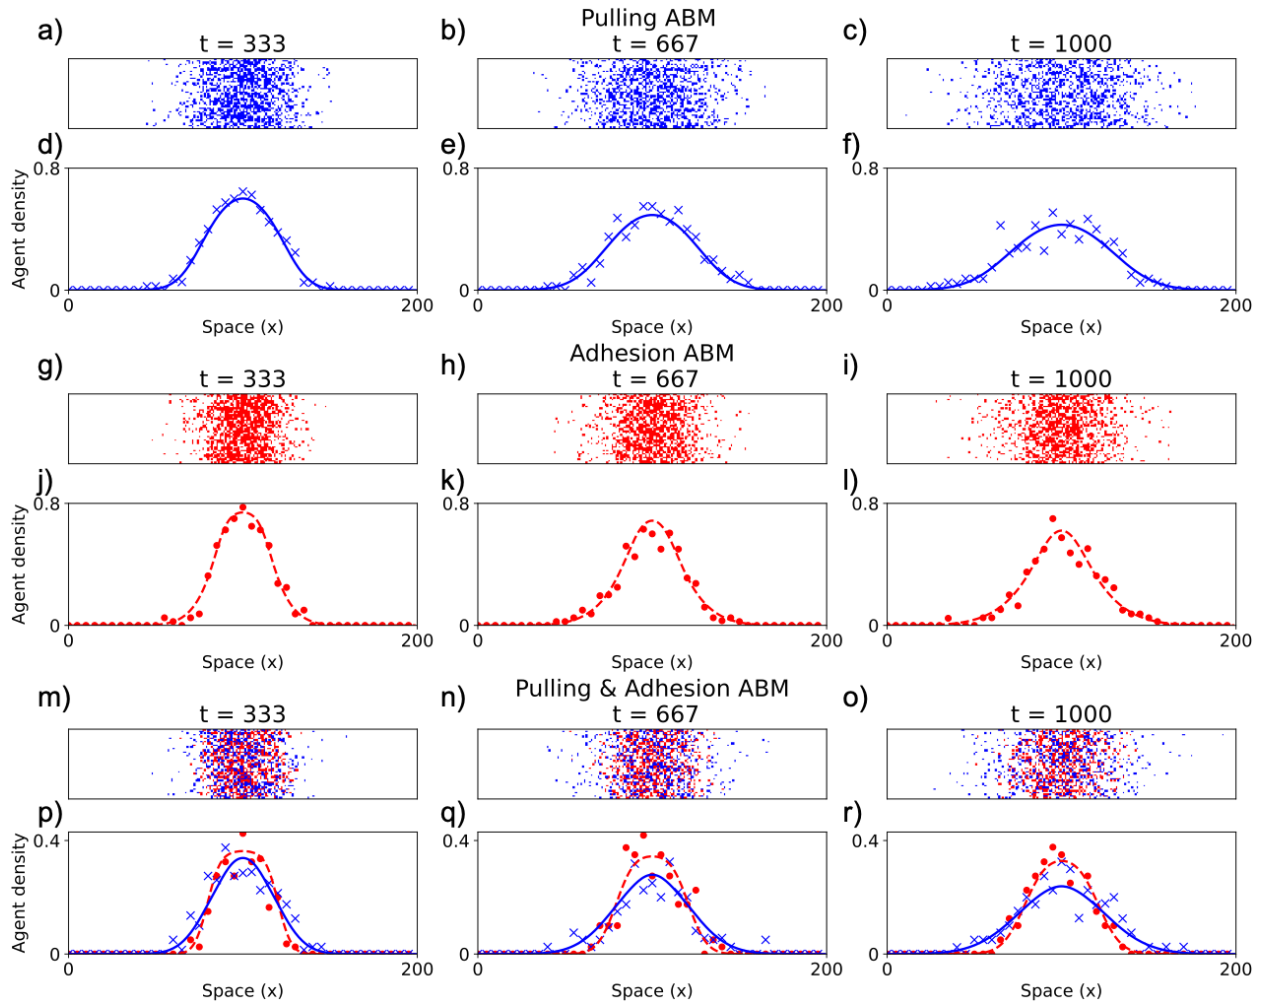 Pulling ABM
a) b) c)
t = 333 t = 667 t = 1000
d) e) f)
0.8 0.8 0.8
Agent density
0 0 0
0 200 0 200 0 200
Space (x) Space (x) Space (x)
Adhesion ABM
g) h) i)
t = 333 t = 667 t = 1000
j) k) l)
0.8 0.8 0.8
Agent density
0 0 0
0 200 0 200 0 200
Space (x) Space (x) Space (x)
Pulling & Adhesion ABM
m) n) o)
t = 333 t = 667 t = 1000
p) q) r)
0.4 0.4 0.4
Agent density
0 0 0
0 200 0 200 0 200
Space (x) Space (x) Space (x)